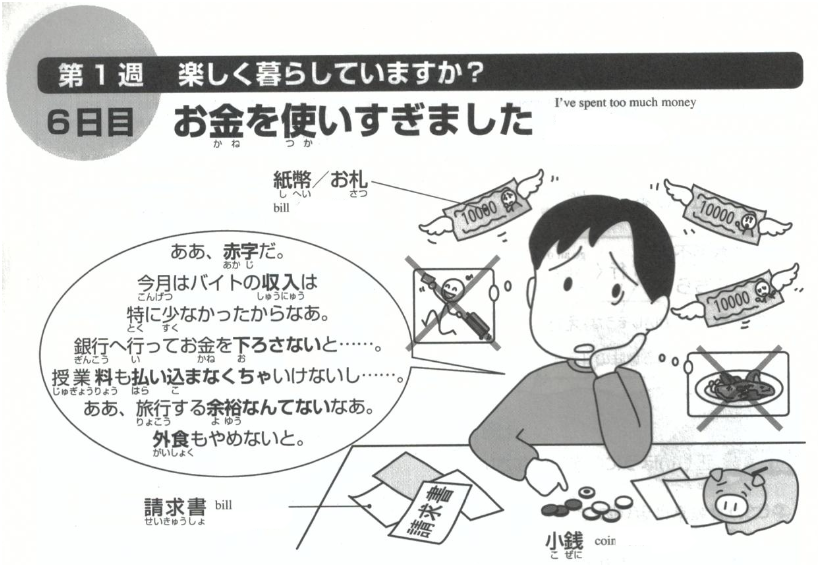 第1週 楽しく暮らしていますか？
6日目 お金を使いすぎました
かね つか
I've spent too much money
紙幣／お札
しへい さつ
bill
10000
10000
10000
ああ、赤字だ。
あかじ
今月はバイトの収入は
こんげつ しゅうにゅう
特に少なかったからなあ。
とく すく
銀行へ行ってお金を下ろさないと……。
ぎんこう い かね お
授業料も払い込まなくちゃいけないし……。
じゅぎょうりょう はら こ
ああ、旅行する余裕なんてないなあ。
りょこう よゆう
外食もやめないと。
がいしょく
請求書 bill
せいきゅうしょ
請求書
小銭 coin
こぜに